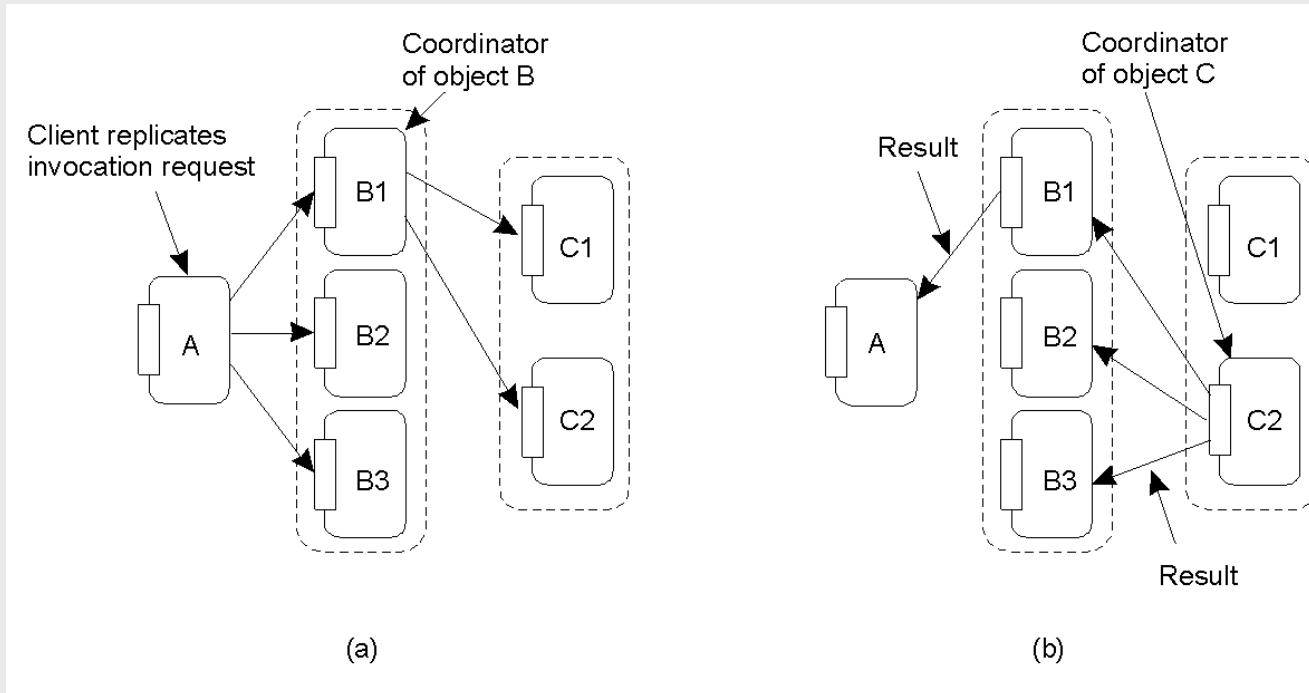 Coordinator
of object B
Client replicates
invocation request
B1
C1
A
B2
C2
B3
(a)
Coordinator
of object C
Result
B1
C1
A
B2
C2
B3
Result
(b)